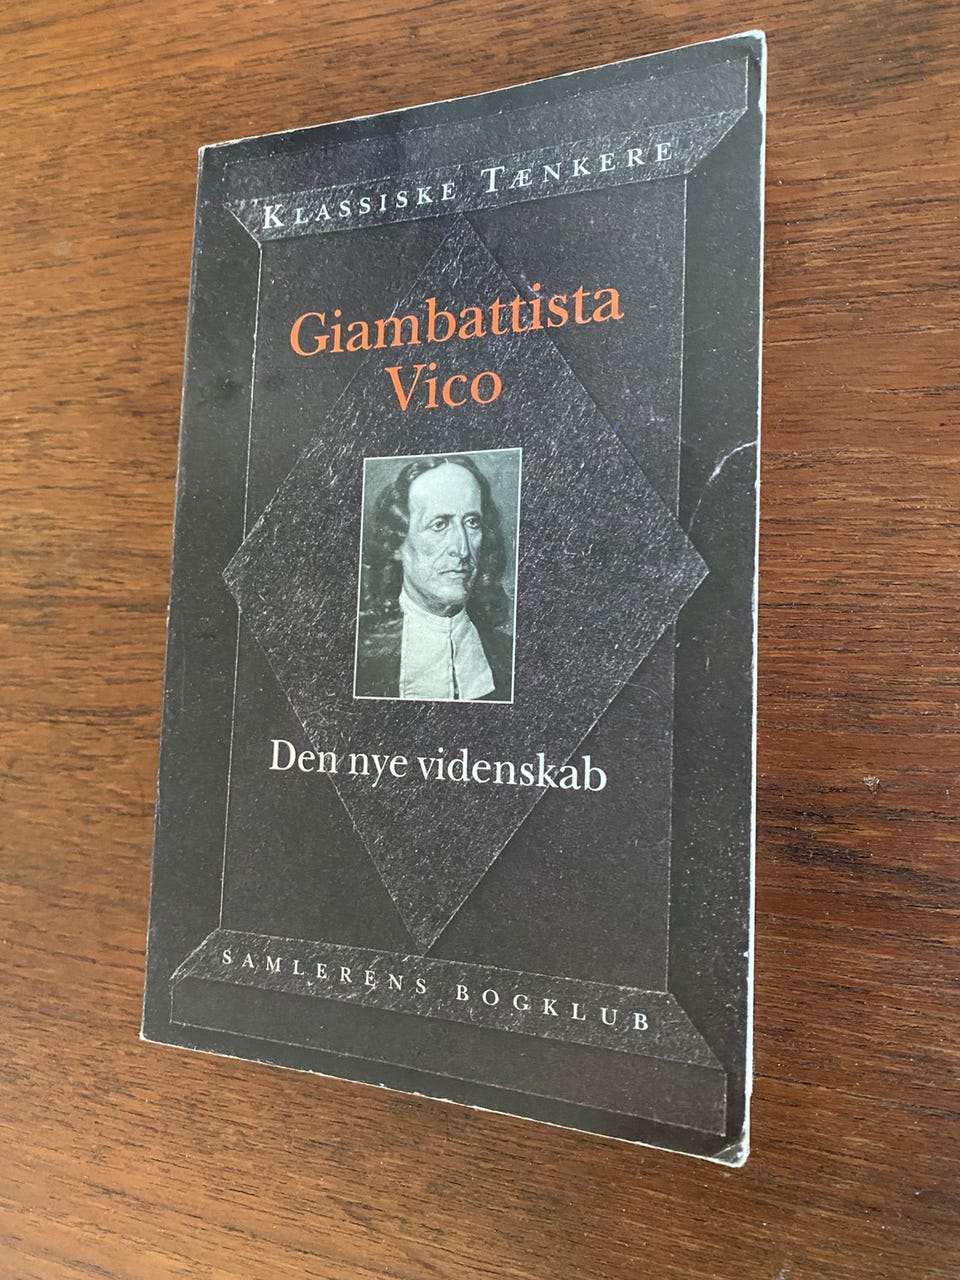 KLASSISKE TÆNKERE
Giambattista
Vico
Den nye videnskab
SAMLERENS BOGKLUB